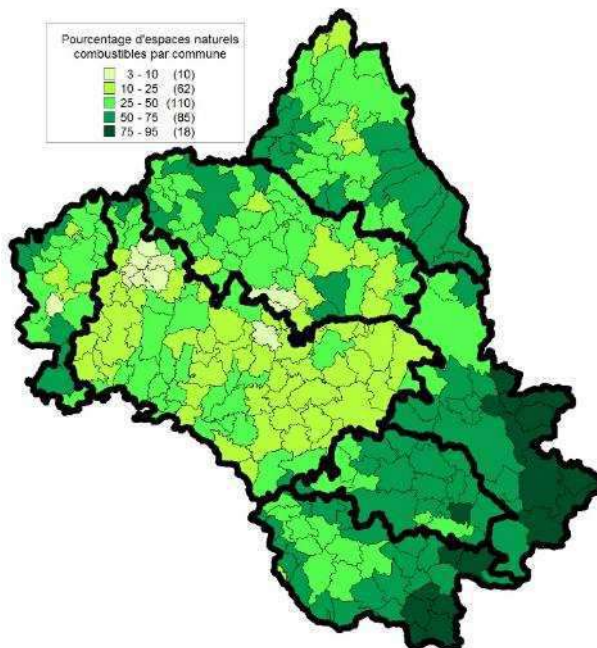 Pourcentage d'espaces naturels
combustibles par commune
3 - 10 (10)
10 - 25 (62)
25 - 50 (110)
50 - 75 (85)
75 - 95 (18)